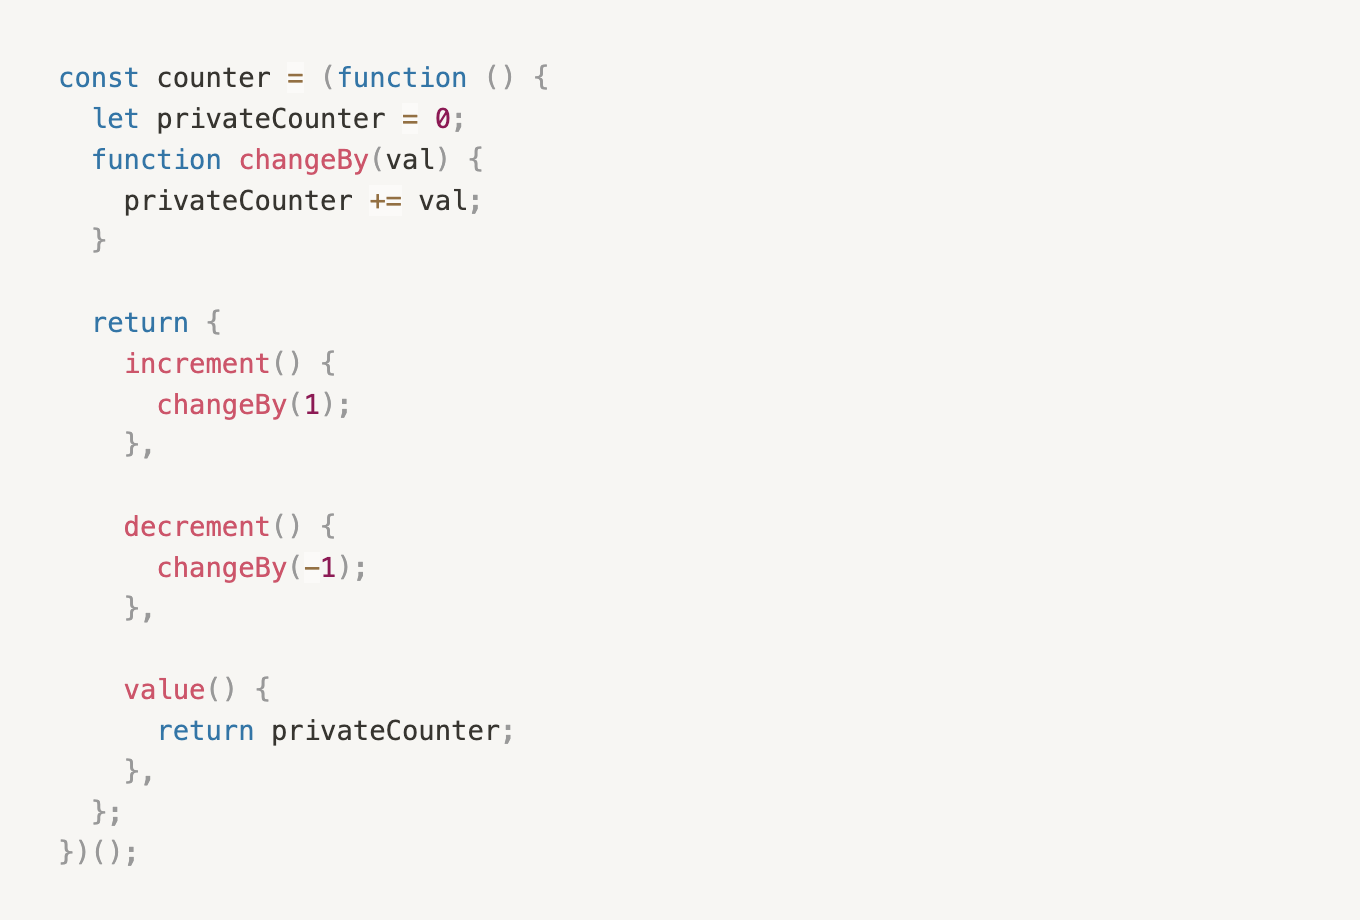 const counter = (function () {
  let privateCounter = 0;
  function changeBy(val) {
    privateCounter += val;
  }

  return {
    increment() {
      changeBy(1);
    },

    decrement() {
      changeBy(-1);
    },

    value() {
      return privateCounter;
    },
  };
})();